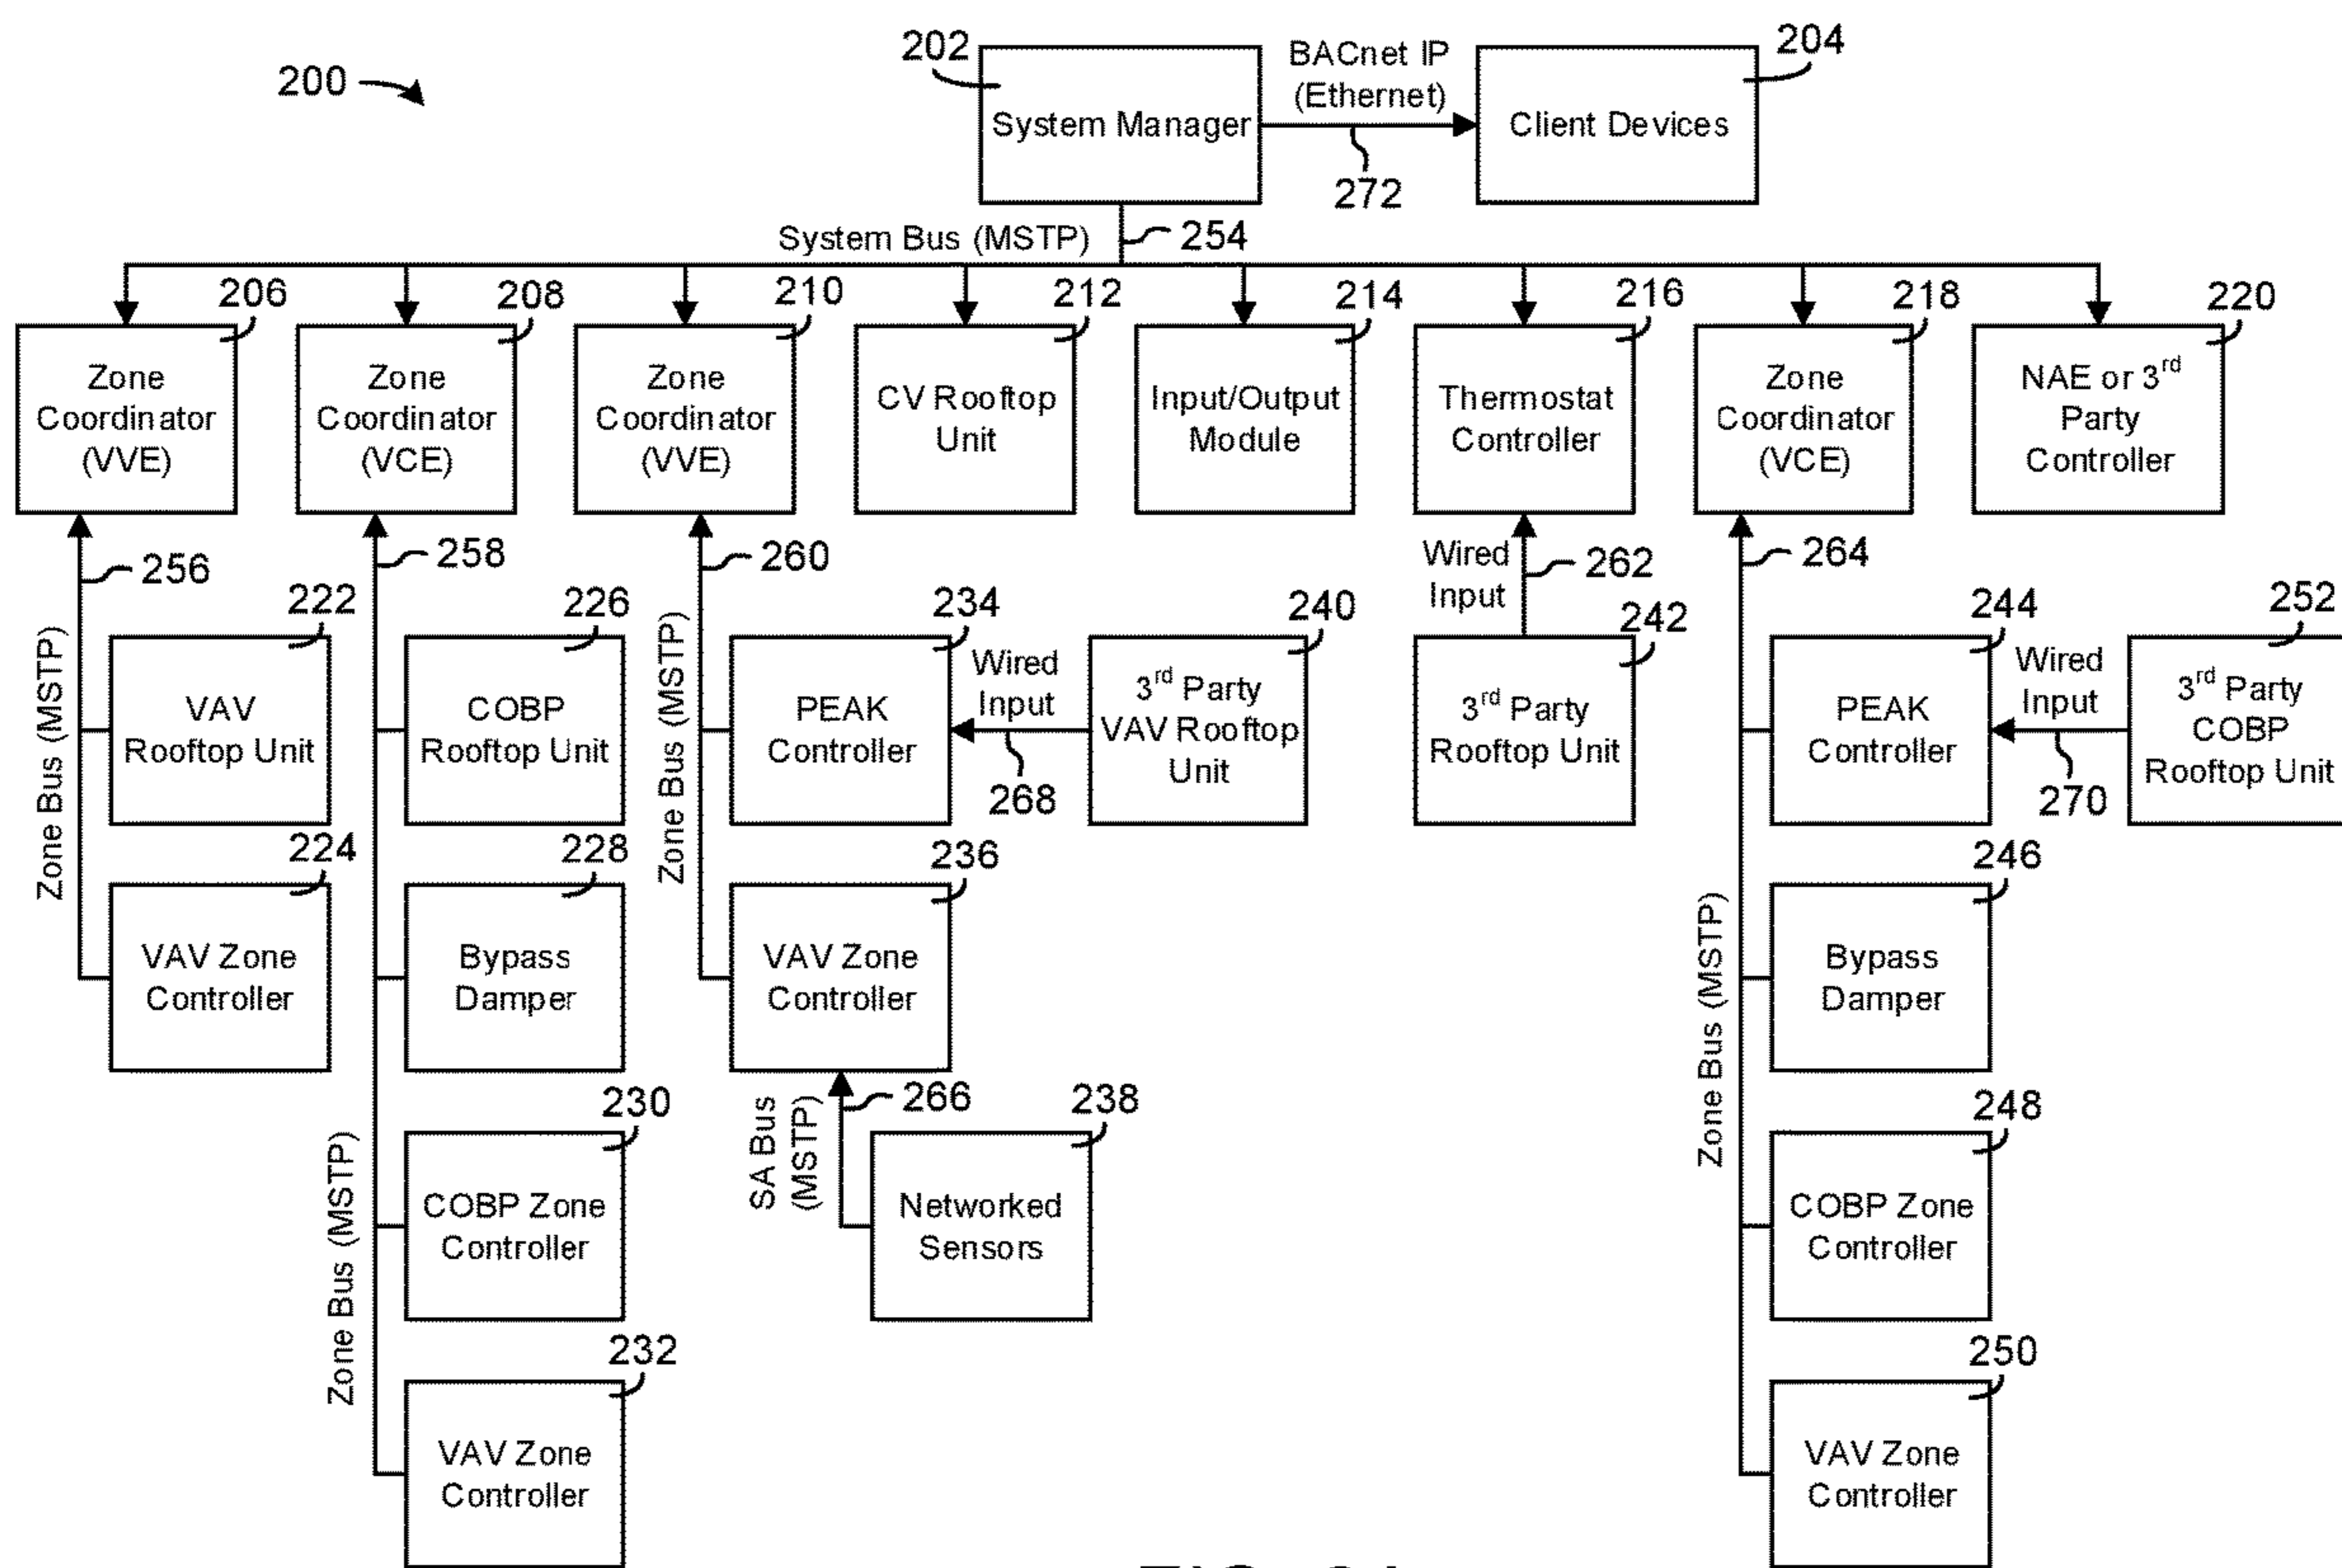 200
202
System Manager
BACnet IP
(Ethernet)
272
204
Client Devices
System Bus (MSTP)
254
206
Zone
Coordinator
(VVE)
208
Zone
Coordinator
(VCE)
210
Zone
Coordinator
(VVE)
212
CV Rooftop
Unit
214
Input/Output
Module
216
Thermostat
Controller
218
Zone
Coordinator
(VCE)
220
NAE or 3rd
Party
Controller
256
Zone Bus (MSTP)
222
VAV
Rooftop Unit
224
VAV Zone
Controller
258
Zone Bus (MSTP)
226
COBP
Rooftop Unit
228
Bypass
Damper
230
COBP Zone
Controller
232
VAV Zone
Controller
260
Zone Bus (MSTP)
234
PEAK
Controller
Wired
Input
268
240
3rd Party
VAV Rooftop
Unit
236
VAV Zone
Controller
SA Bus
(MSTP)
266
238
Networked
Sensors
Wired
Input
262
242
3rd Party
Rooftop Unit
264
Zone Bus (MSTP)
244
PEAK
Controller
Wired
Input
270
252
3rd Party
COBP
Rooftop Unit
246
Bypass
Damper
248
COBP Zone
Controller
250
VAV Zone
Controller